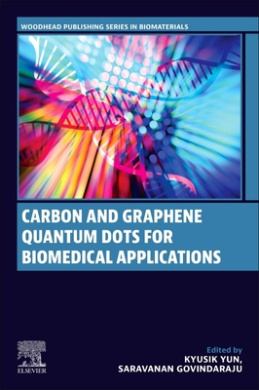 WOODHEAD PUBLISHING SERIES IN BIOMATERIALS
CARBON AND GRAPHENE
QUANTUM DOTS FOR
BIOMEDICAL APPLICATIONS
Edited by
KYUSIK YUN,
SARAVANAN GOVINDARAJU
ELSEVIER